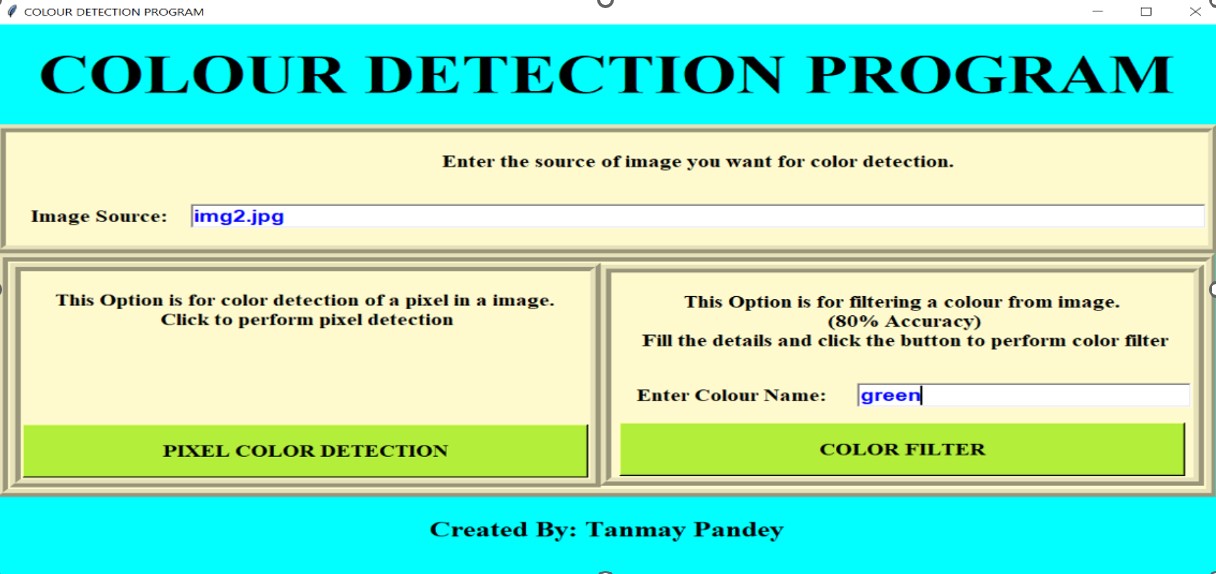 COLOUR DETECTION PROGRAM
COLOUR DETECTION PROGRAM
Enter the source of image you want for color detection.
Image Source: img2.jpg
This Option is for color detection of a pixel in a image.
Click to perform pixel detection
PIXEL COLOR DETECTION
This Option is for filtering a colour from image.
(80% Accuracy)
Fill the details and click the button to perform color filter
Enter Colour Name: green
COLOR FILTER
Created By: Tanmay Pandey